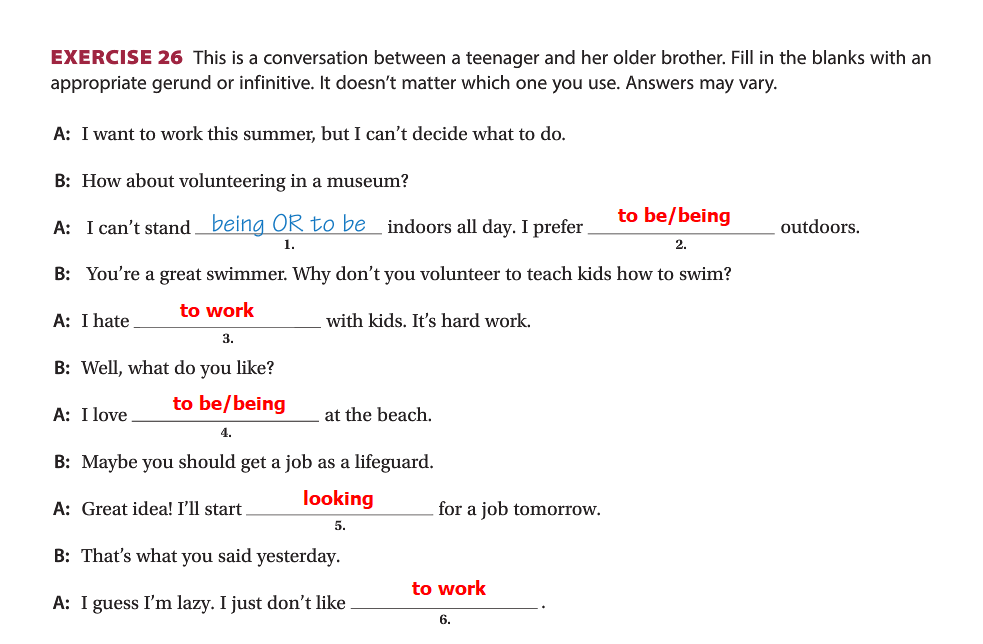 EXERCISE 26 This is a conversation between a teenager and her older brother. Fill in the blanks with an
appropriate gerund or infinitive. It doesn't matter which one you use. Answers may vary.
A: I want to work this summer, but I can't decide what to do.
B: How about volunteering in a museum?
A: I can't stand being OR to be indoors all day. I prefer to be/being outdoors.
1. 2.
B: You're a great swimmer. Why don't you volunteer to teach kids how to swim?
A: I hate to work with kids. It's hard work.
3.
B: Well, what do you like?
A: I love to be/being at the beach.
4.
B: Maybe you should get a job as a lifeguard.
A: Great idea! I'll start looking for a job tomorrow.
5.
B: That's what you said yesterday.
A: I guess I'm lazy. I just don't like to work.
6.